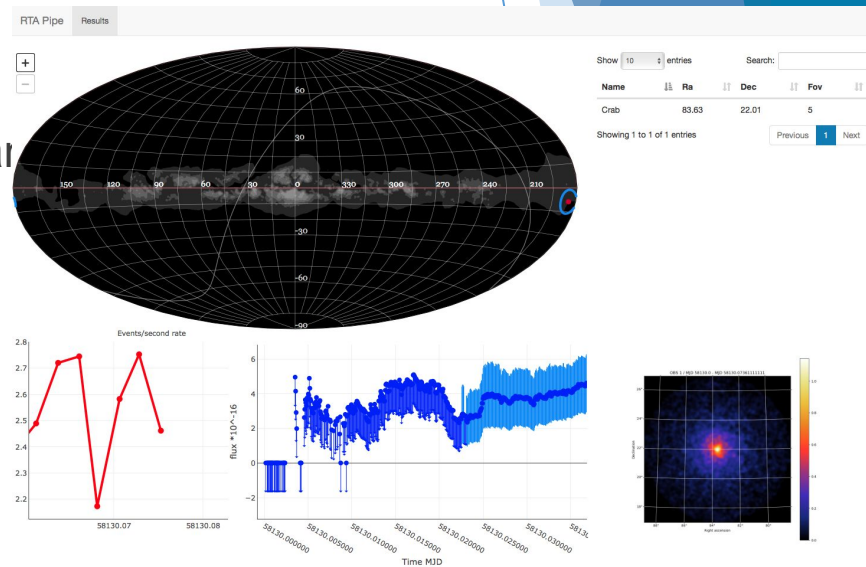 RTA Pipe Results
+
−
Show 10 entries Search:
Name Ra Dec Fov
Crab 83.63 22.01 5
Showing 1 to 1 of 1 entries Previous 1 Next
60
30
150 120 90 60 30 0 330 300 270 240 210
-30
-60
-90
Events/second rate
2.8
2.7
2.6
2.5
2.4
2.3
2.2
58130.07 58130.08
flux *10^-16
6
4
2
0
−2
58130.000000 58130.005000 58130.010000 58130.015000 58130.020000 58130.025000 58130.030000
Time MJD
Declination
Right ascension